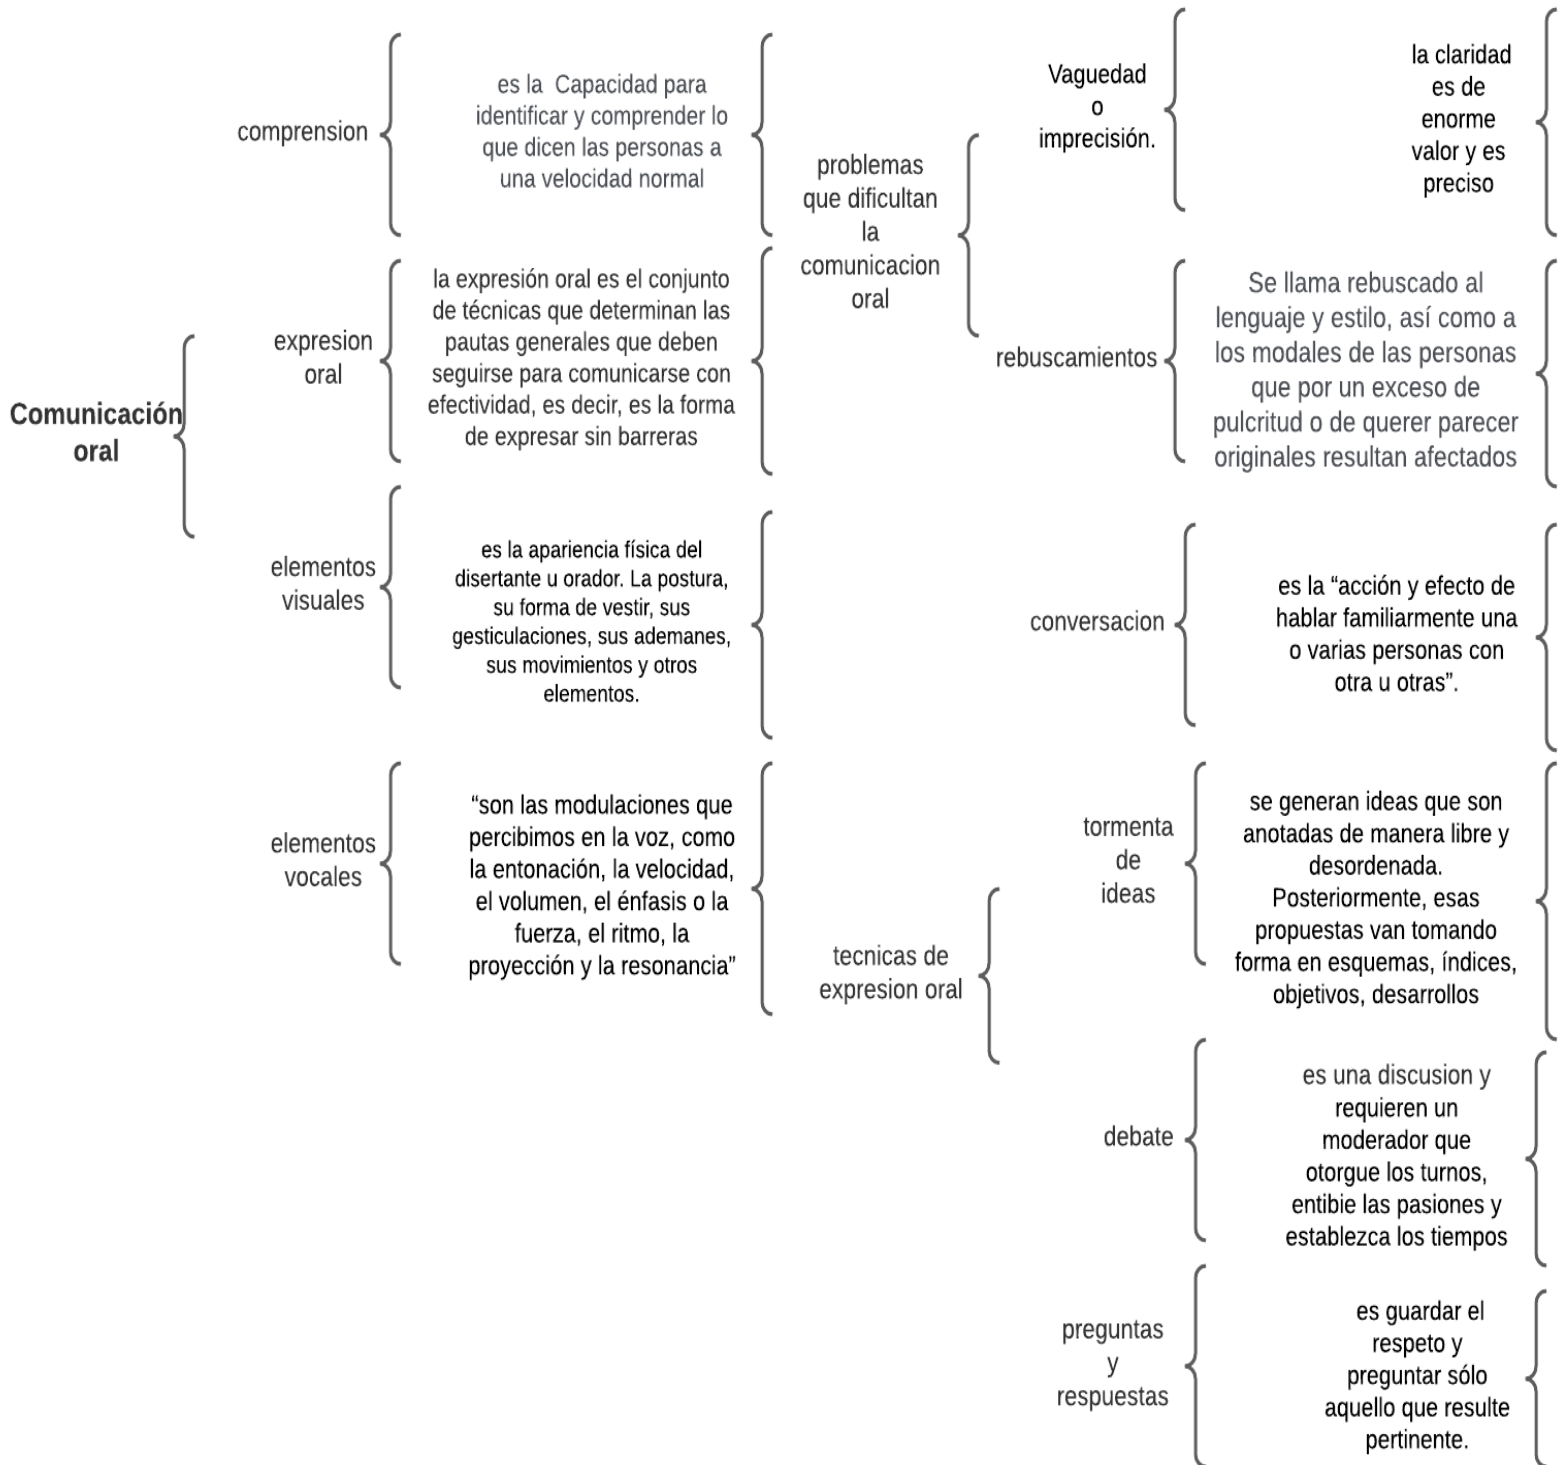 Comunicación
oral
comprension
es la  Capacidad para
identificar y comprender lo
que dicen las personas a
una velocidad normal
expresion
oral
la expresión oral es el conjunto
de técnicas que determinan las
pautas generales que deben
seguirse para comunicarse con
efectividad, es decir, es la forma
de expresar sin barreras
elementos
visuales
es la apariencia física del
disertante u orador. La postura,
su forma de vestir, sus
gesticulaciones, sus ademanes,
sus movimientos y otros
elementos.
elementos
vocales
“son las modulaciones que
percibimos en la voz, como
la entonación, la velocidad,
el volumen, el énfasis o la
fuerza, el ritmo, la
proyección y la resonancia”
problemas
que dificultan
la
comunicacion
oral
Vaguedad
o
imprecisión.
la claridad
es de
enorme
valor y es
preciso
rebuscamientos
Se llama rebuscado al
lenguaje y estilo, así como a
los modales de las personas
que por un exceso de
pulcritud o de querer parecer
originales resultan afectados
tecnicas de
expresion oral
conversacion
es la “acción y efecto de
hablar familiarmente una
o varias personas con
otra u otras”.
tormenta
de
ideas
se generan ideas que son
anotadas de manera libre y
desordenada.
Posteriormente, esas
propuestas van tomando
forma en esquemas, índices,
objetivos, desarrollos
debate
es una discusion y
requieren un
moderador que
otorgue los turnos,
entibie las pasiones y
establezca los tiempos
preguntas
y
respuestas
es guardar el
respeto y
preguntar sólo
aquello que resulte
pertinente.